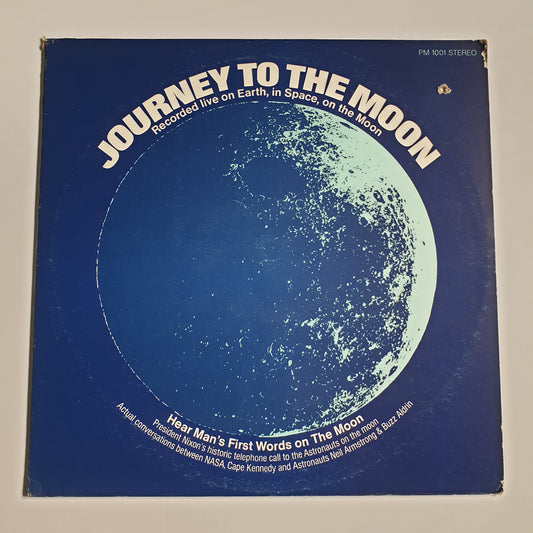 PM 1001 STEREO
JOURNEY TO THE MOON
Recorded live on Earth, in Space, on the Moon
Hear Man's First Words on The Moon
President Nixon's historic telephone call to the Astronauts on the moon
Actual conversations between NASA, Cape Kennedy and Astronauts Neil Armstrong & Buzz Aldrin